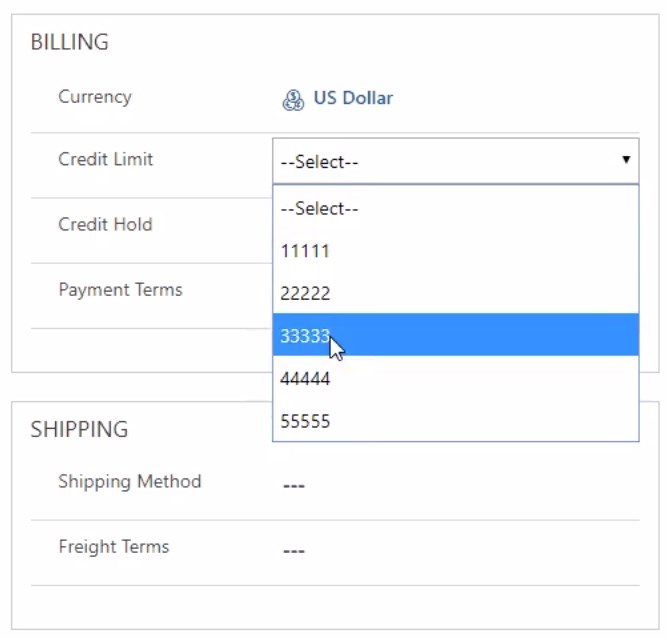 BILLING
Currency US Dollar
Credit Limit --Select--
--Select--
Credit Hold
11111
22222
Payment Terms
33333
44444
55555
SHIPPING
Shipping Method ---
Freight Terms ---